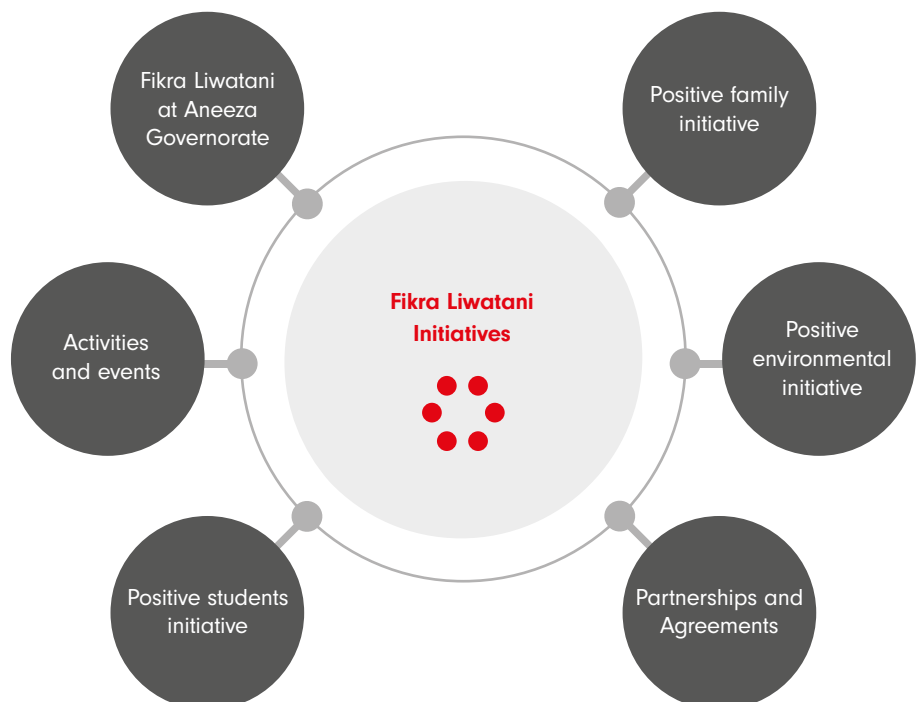 Fikra Liwatani
at Aneeza
Governorate
Positive family
initiative
Fikra Liwatani
Initiatives
Activities
and events
Positive
environmental
initiative
Positive students
initiative
Partnerships and
Agreements